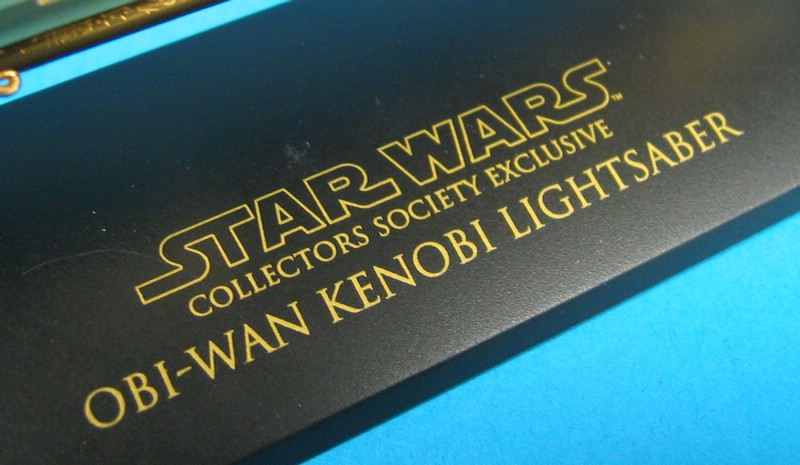 STAR WARS™
COLLECTORS SOCIETY EXCLUSIVE
OBI-WAN KENOBI LIGHTSABER